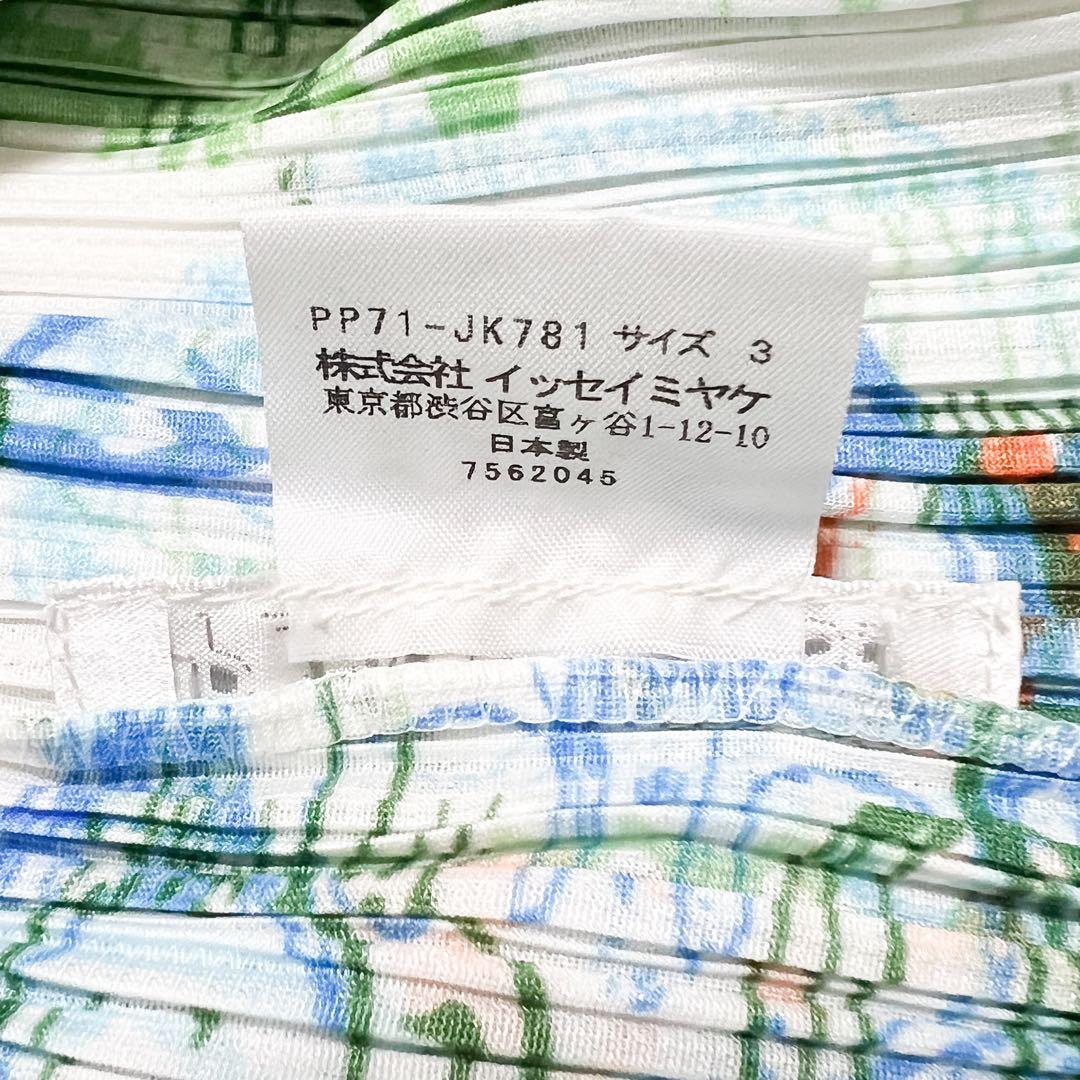 PP71-JK781 サイズ 3
株式会社 イッセイミヤケ
東京都渋谷区富ヶ谷1-12-10
日本製
7562045